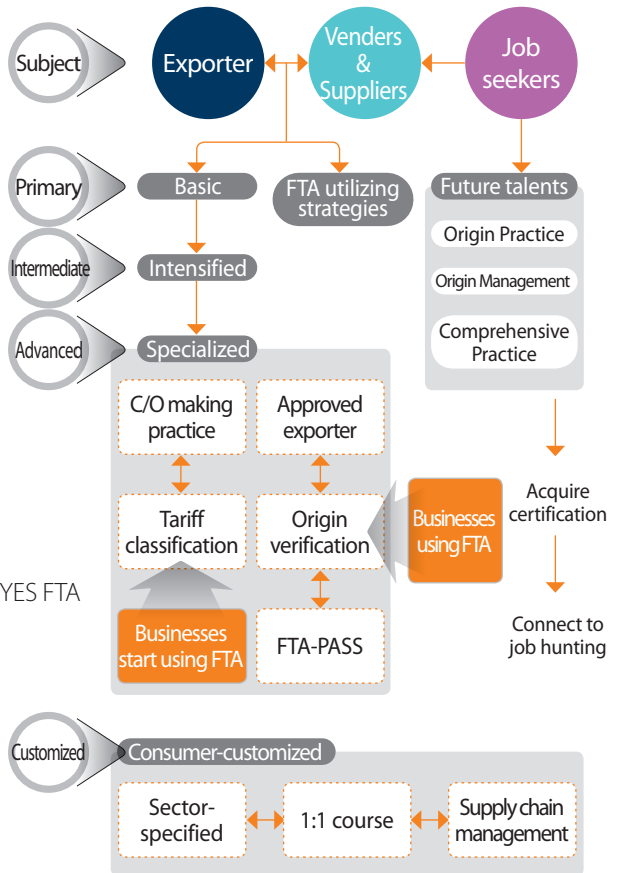 Subject
Exporter
Venders
&
Suppliers
Job
seekers
Primary
Basic
FTA utilizing
strategies
Future talents
Origin Practice
Origin Management
Comprehensive
Practice
Intermediate
Intensified
Advanced
Specialized
C/O making
practice
Approved
exporter
Tariff
classification
Origin
verification
Businesses
using FTA
Acquire
certification
YES FTA
Businesses
start using FTA
FTA-PASS
Connect to
job hunting
Customized
Consumer-customized
Sector-
specified
1:1 course
Supply chain
management